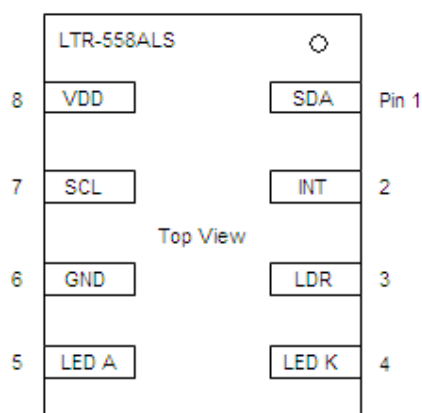 LTR-558ALS
8 VDD SDA Pin 1
7 SCL INT 2
Top View
6 GND LDR 3
5 LED A LED K 4